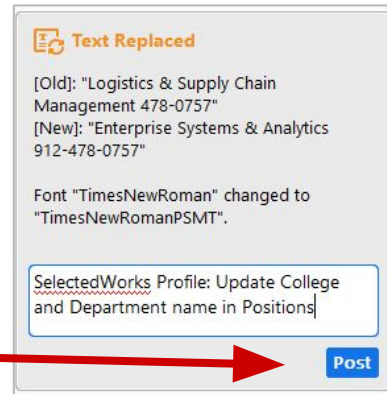 Text Replaced
[Old]: "Logistics & Supply Chain
Management 478-0757"
[New]: "Enterprise Systems & Analytics
912-478-0757"
Font "TimesNewRoman" changed to
"TimesNewRomanPSMT".
SelectedWorks Profile: Update College
and Department name in Positions
Post